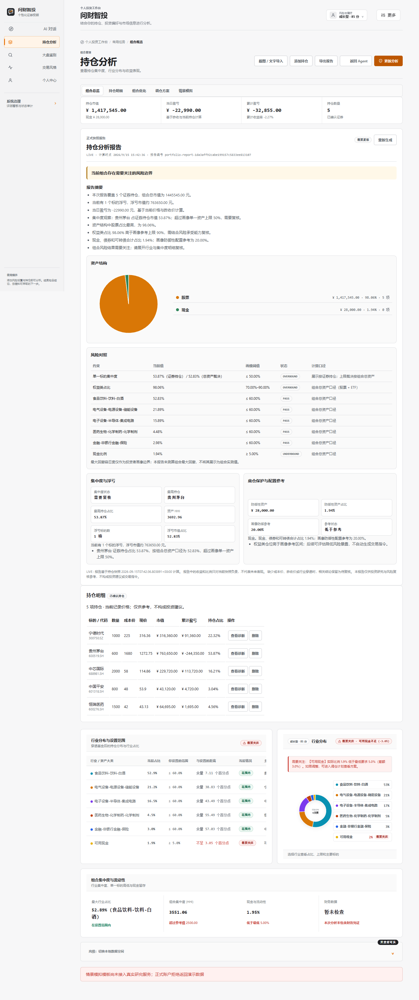 问财智投
个性化证券投顾
AI 对话
持仓分析
大盘鉴别
交易风格
个人中心
系统治理
评测看板与状态审计
使用提示
添加风险设置与持仓即可分析。结果包含结论、依据和可采取的下一步。
个人投资工作台
问财智投
结合你的持仓、投资偏好与市场信息进行分析。
风险与偏好
成长型 · 85 分
更多
个人投资工作台 / 常用任务 / 组合概览
组合管理
持仓分析
查看持仓集中度、行业分布与收益表现。
截图 / 文字导入
添加持仓
导出报告
返回 Agent
更新分析
组合总览
持仓明细
组合优化
调仓方案
情景模拟
持仓市值
¥ 1,417,545.00
现金 ¥ 28,000.00
当日盈亏
¥ -22,990.00
基于昨收与当前持仓计算
累计盈亏
¥ -32,855.00
累计收益率 -2.27%
持仓数量
5
已确认证券
正式快照报告
持仓分析报告
LIVE · 计算时点 2026/9/15 15:42:36 · 报告编号 portfolio-report-1da3aff92cabe199157c5833ee813107
需要复核
重新生成
当前组合存在需要关注的风险边界
报告摘要
本次报告覆盖 5 个证券持仓，组合总市值为 1445545.00 元。
当前有 1 个标的浮亏，浮亏市值约 763650.00 元。
当日盈亏为 -22990.00 元，基于当前价格与昨收价计算。
集中度观察：贵州茅台 占证券持仓市值 53.87%；超过画像单一资产上限 50%，需要复核。
资产结构中股票占比最高，为 98.06%。
权益类占比 98.06% 高于画像参考上限 90%，需结合风险承受能力复核。
现金、债券和可转债合计占比 1.94%；画像防御性配置参考为 20.00%。
组合风险结果需要关注；请展开行业与集中度明细复核。
资产结构
股票 ¥ 1,417,545.00 · 98.06% · 5 项
现金 ¥ 28,000.00 · 1.94% · 0 项
风险对照
约束 当前值 画像阈值 状态 计算口径
单一标的集中度 53.87%（证券持仓）/ 52.83%（总资产裁决） ≤ 50.00% OVERBOUND 展示按证券持仓；上限裁决按组合总资产
权益类占比 98.06% 70.00%–90.00% OVERBOUND 组合总资产口径（股票 + ETF）
食品饮料-饮料-白酒 52.83% ≤ 60.00% PASS 组合总资产口径
电气设备-电源设备-储能设备 21.89% ≤ 60.00% PASS 组合总资产口径
电子设备-半导体-集成电路 15.89% ≤ 60.00% PASS 组合总资产口径
医药生物-化学制药-化学制剂 4.48% ≤ 60.00% PASS 组合总资产口径
金融-非银行金融-保险 2.98% ≤ 60.00% PASS 组合总资产口径
现金比例 1.94% ≥ 5.00% UNDERBOUND 组合总资产口径
最大回撤容忍度仅作为投资者画像边界；本报告未测算组合最大回撤，不将其展示为组合实测值。
集中度与浮亏
集中度状态
需要复核
最高持仓
贵州茅台
最高持仓占比
53.87%
资产 HHI
3692.96
浮亏标的数
1 项
浮亏市值占比
52.83%
当前有 1 个标的浮亏，浮亏市值约 763650.00 元。
贵州茅台 证券持仓占比 53.87%，按组合总资产口径为 52.83%，超过画像单一资产上限 50%。
底仓保护与配置参考
防御性资产
¥ 28,000.00
防御性资产占比
1.94%
画像防御参考
20.00%
参考状态
低于参考
现金。现金、债券和可转债合计占比 1.94%；画像防御性配置参考为 20.00%。
权益类仓位高于画像参考区间；后续可评估降低风险暴露，不自动生成交易指令。
LIVE · 报告基于持仓快照 2026-09-15T07:42:36.803891+00:00 计算。 报告中的收益和比例只对当前快照负责，不代表未来表现。 缺少成本价、昨收价或行业穿透时，相关结论保留为待复核。 本报告仅供投资研究与风险复核参考，不构成投资建议或交易指令。
持仓明细 已确认持仓
5 项持仓 · 当前记录价格；仅供参考，不构成投资建议。
标的 / 代码 数量 成本价 现价 市值 累计盈亏 持仓占比 操作
宁德时代 1000 225 316.36 ¥ 316,360.00 ¥ 91,360.00 22.32% 查看诊断 删除
300750.SZ
贵州茅台 600 1680 1272.75 ¥ 763,650.00 ¥ -244,350.00 53.87% 查看诊断 删除
600519.SH
中芯国际 2000 58 114.86 ¥ 229,720.00 ¥ 113,720.00 16.21% 查看诊断 删除
688981.SH
中国平安 800 48 53.9 ¥ 43,120.00 ¥ 4,720.00 3.04% 查看诊断 删除
601318.SH
恒瑞医药 1500 42 43.13 ¥ 64,695.00 ¥ 1,695.00 4.56% 查看诊断 删除
600276.SH
行业分布与设置范围
穿透基金后的持仓分布与行业占比
需要关注
行业 / 资产大类 当前占比 你设置的范围 与设置的距离 当前情况
食品饮料-饮料-白酒 52.9% ≤ 60.0% 余量 7.11 个百分点 范围内
电气设备-电源设备-储能设备 21.2% ≤ 60.0% 余量 38.83 个百分点 范围内
电子设备-半导体-集成电路 16.5% ≤ 60.0% 余量 43.49 个百分点 范围内
医药生物-化学制药-化学制剂 4.5% ≤ 60.0% 余量 55.49 个百分点 范围内
金融-非银行金融-保险 3.0% ≤ 60.0% 余量 57.03 个百分点 范围内
可用现金 1.9% ≥ 5.0% 不足 3.05 个百分点 需要关注
成长型 · 85 分 行业分布 需要关注 · 可用现金不足 (-3.0%)
需要关注：【可用现金】实际比例 1.9% 低于最低要求 5.0%（差额 3.0%）。如需调整，可进入调仓计划查看方案。
6大类
食品饮料-饮料-白酒 53%
电气设备-电源设备-储能设备 21%
电子设备-半导体-集成电路 17%
医药生物-化学制药-化学制剂 5%
金融-非银行金融-保险 3%
可用现金 2% 需要关注
选择行业查看占比、上限和主要标的
组合集中度与流动性
行业集中度、单一标的高低与现金留存
最大行业占比
52.89%（食品饮料-饮料-白酒）
在设置范围内
组合集中度 (HHI)
3551.06
超过参考值 2500.00
现金与流动性
1.95%
低于最低 5.00%
财务数据
暂未检查
本次分析未包含财务凭证
开发者可见
高级：切换本地数据空间
情景模拟模板尚未接入真实研究服务；正式账户拒绝返回演示数据